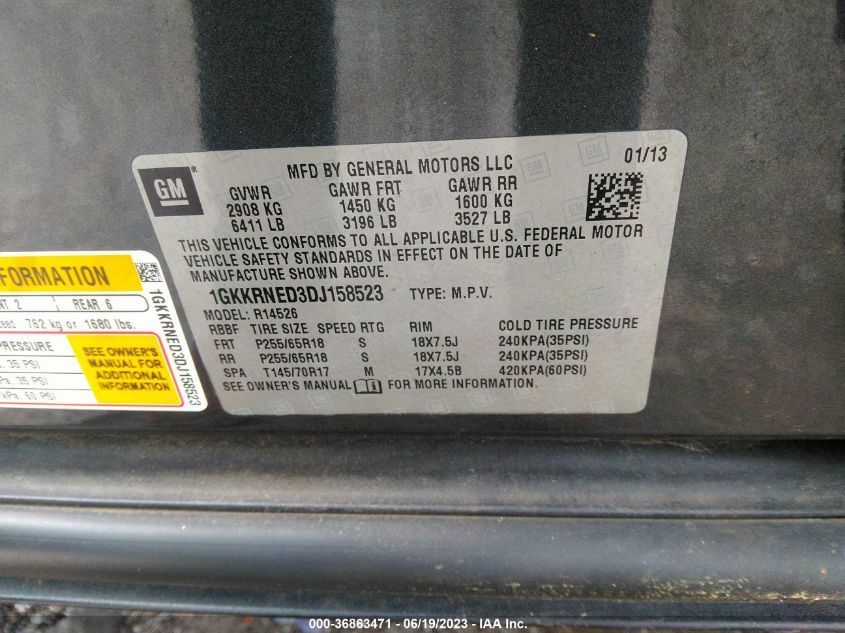 GM
MFD BY GENERAL MOTORS LLC
01/13
GVWR GAWR FRT GAWR RR
2908 KG 1450 KG 1600 KG
6411 LB 3196 LB 3527 LB
THIS VEHICLE CONFORMS TO ALL APPLICABLE U.S. FEDERAL MOTOR
VEHICLE SAFETY STANDARDS IN EFFECT ON THE DATE OF
MANUFACTURE SHOWN ABOVE.
1GKKRNED3DJ158523 TYPE: M.P.V.
MODEL: R14526
RBBF TIRE SIZE SPEED RTG RIM COLD TIRE PRESSURE
FRT P255/65R18 S 18X7.5J 240KPA(35PSI)
RR P255/65R18 S 18X7.5J 240KPA(35PSI)
SPA T145/70R17 M 17X4.5B 420KPA(60PSI)
SEE OWNER'S MANUAL i FOR MORE INFORMATION.
FORMATION
NT 2 REAR 6
ceed 762 kg or 1680 lbs.
PRESSURE
35 PSI
Pa, 35 PSI
kPa, 60 PSI
SEE OWNER'S
MANUAL FOR
ADDITIONAL
INFORMATION
1GKKRNED3DJ158523
000-36863471 - 06/19/2023 - © IAA Inc.